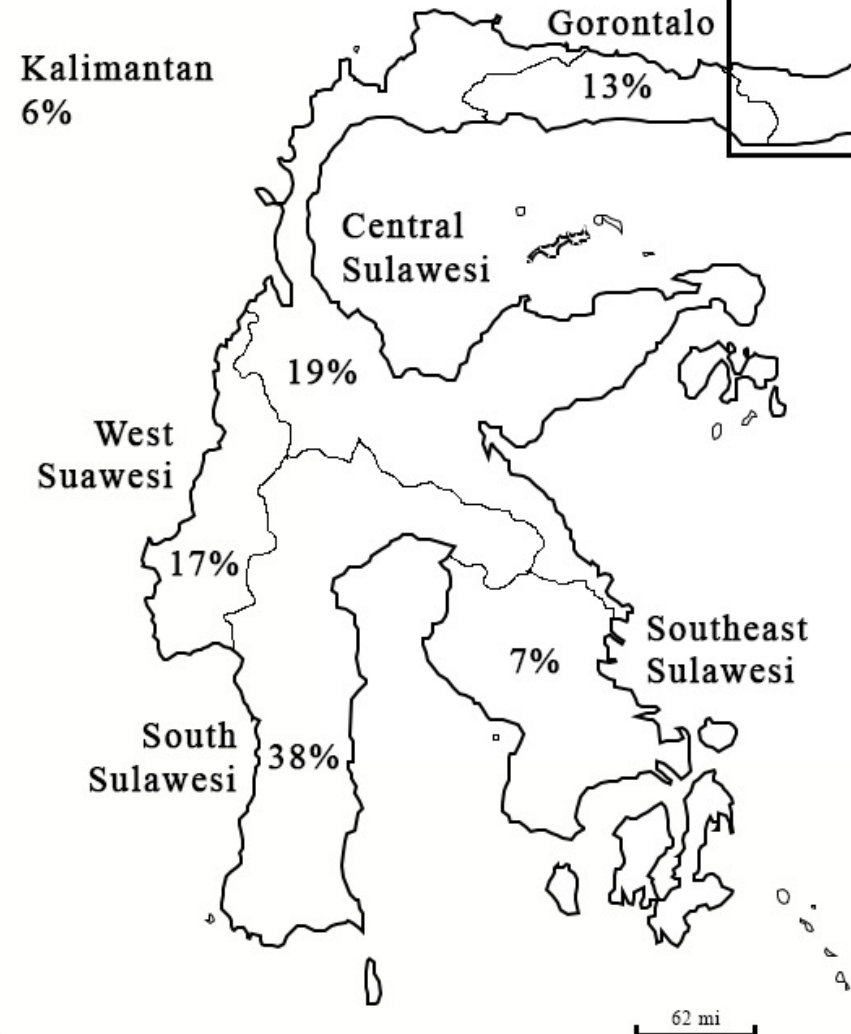 Gorontalo
Kalimantan
6%
13%
Central
Sulawesi
19%
West
Suawesi
17%
Southeast
Sulawesi
7%
South
Sulawesi
38%
62 mi